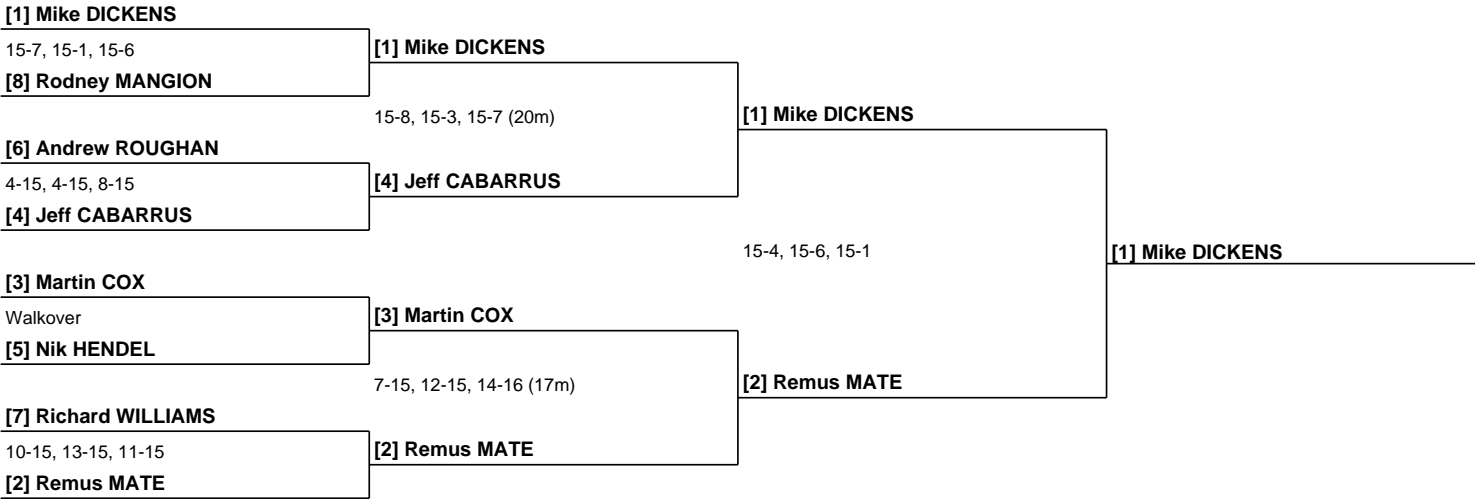 [1] Mike DICKENS
15-7, 15-1, 15-6
[8] Rodney MANGION
[6] Andrew ROUGHAN
4-15, 4-15, 8-15
[4] Jeff CABARRUS
[3] Martin COX
Walkover
[5] Nik HENDEL
[7] Richard WILLIAMS
10-15, 13-15, 11-15
[2] Remus MATE
[1] Mike DICKENS
15-8, 15-3, 15-7 (20m)
[4] Jeff CABARRUS
[3] Martin COX
7-15, 12-15, 14-16 (17m)
[2] Remus MATE
[1] Mike DICKENS
15-4, 15-6, 15-1
[2] Remus MATE
[1] Mike DICKENS